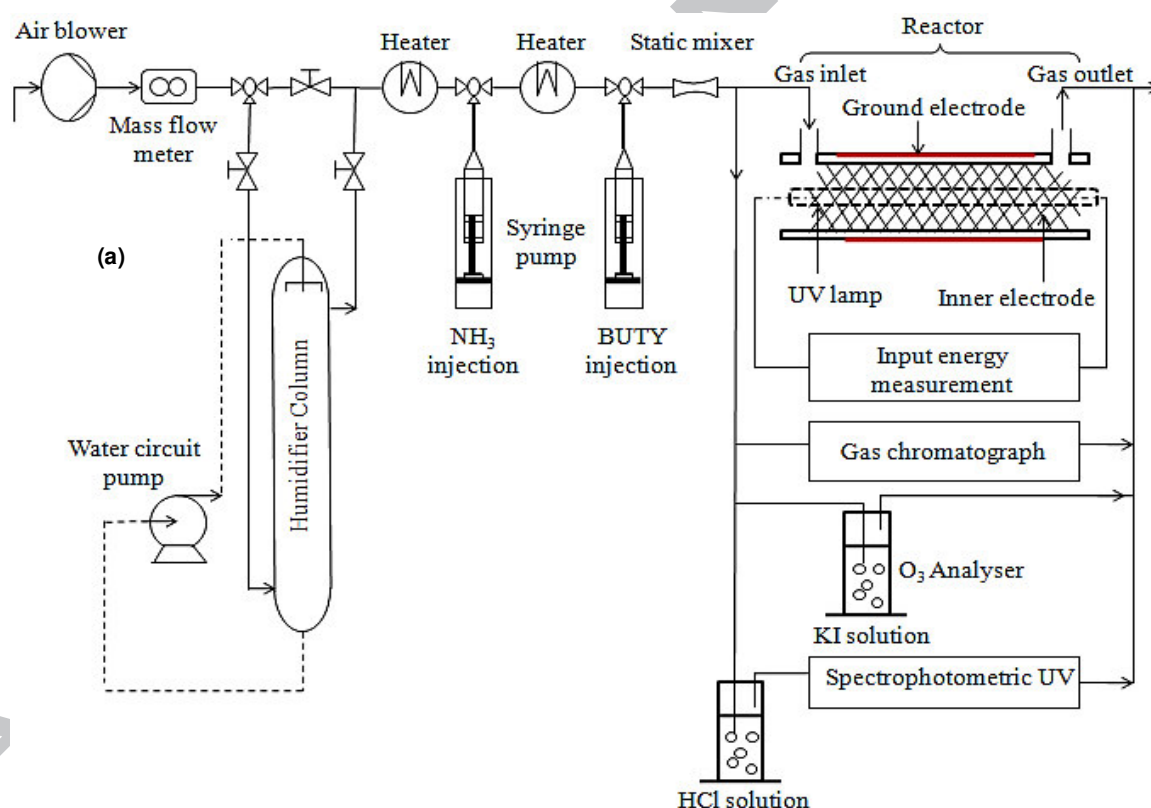 Air blower
Mass flow
meter
Heater
Heater
Static mixer
Reactor
Gas inlet
Gas outlet
Ground electrode
(a)
Syringe
pump
UV lamp
Inner electrode
NH₃
injection
BUTY
injection
Input energy
measurement
Water circuit
pump
Humidifier Column
Gas chromatograph
O₃ Analyser
KI solution
Spectrophotometric UV
HCl solution